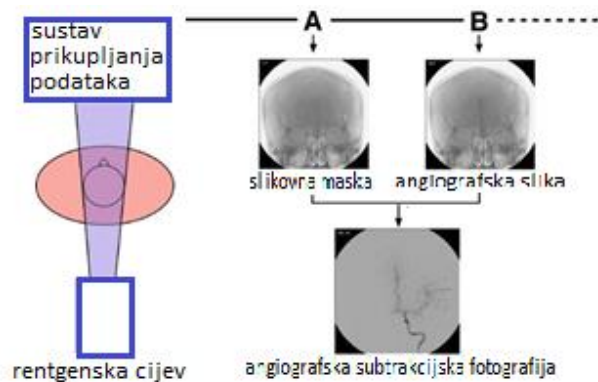 sustav
prikupljanja
podataka
A
B
slikovna maska
angiografska slika
rentgenska cijev
angiografska subtrakcijska fotografija